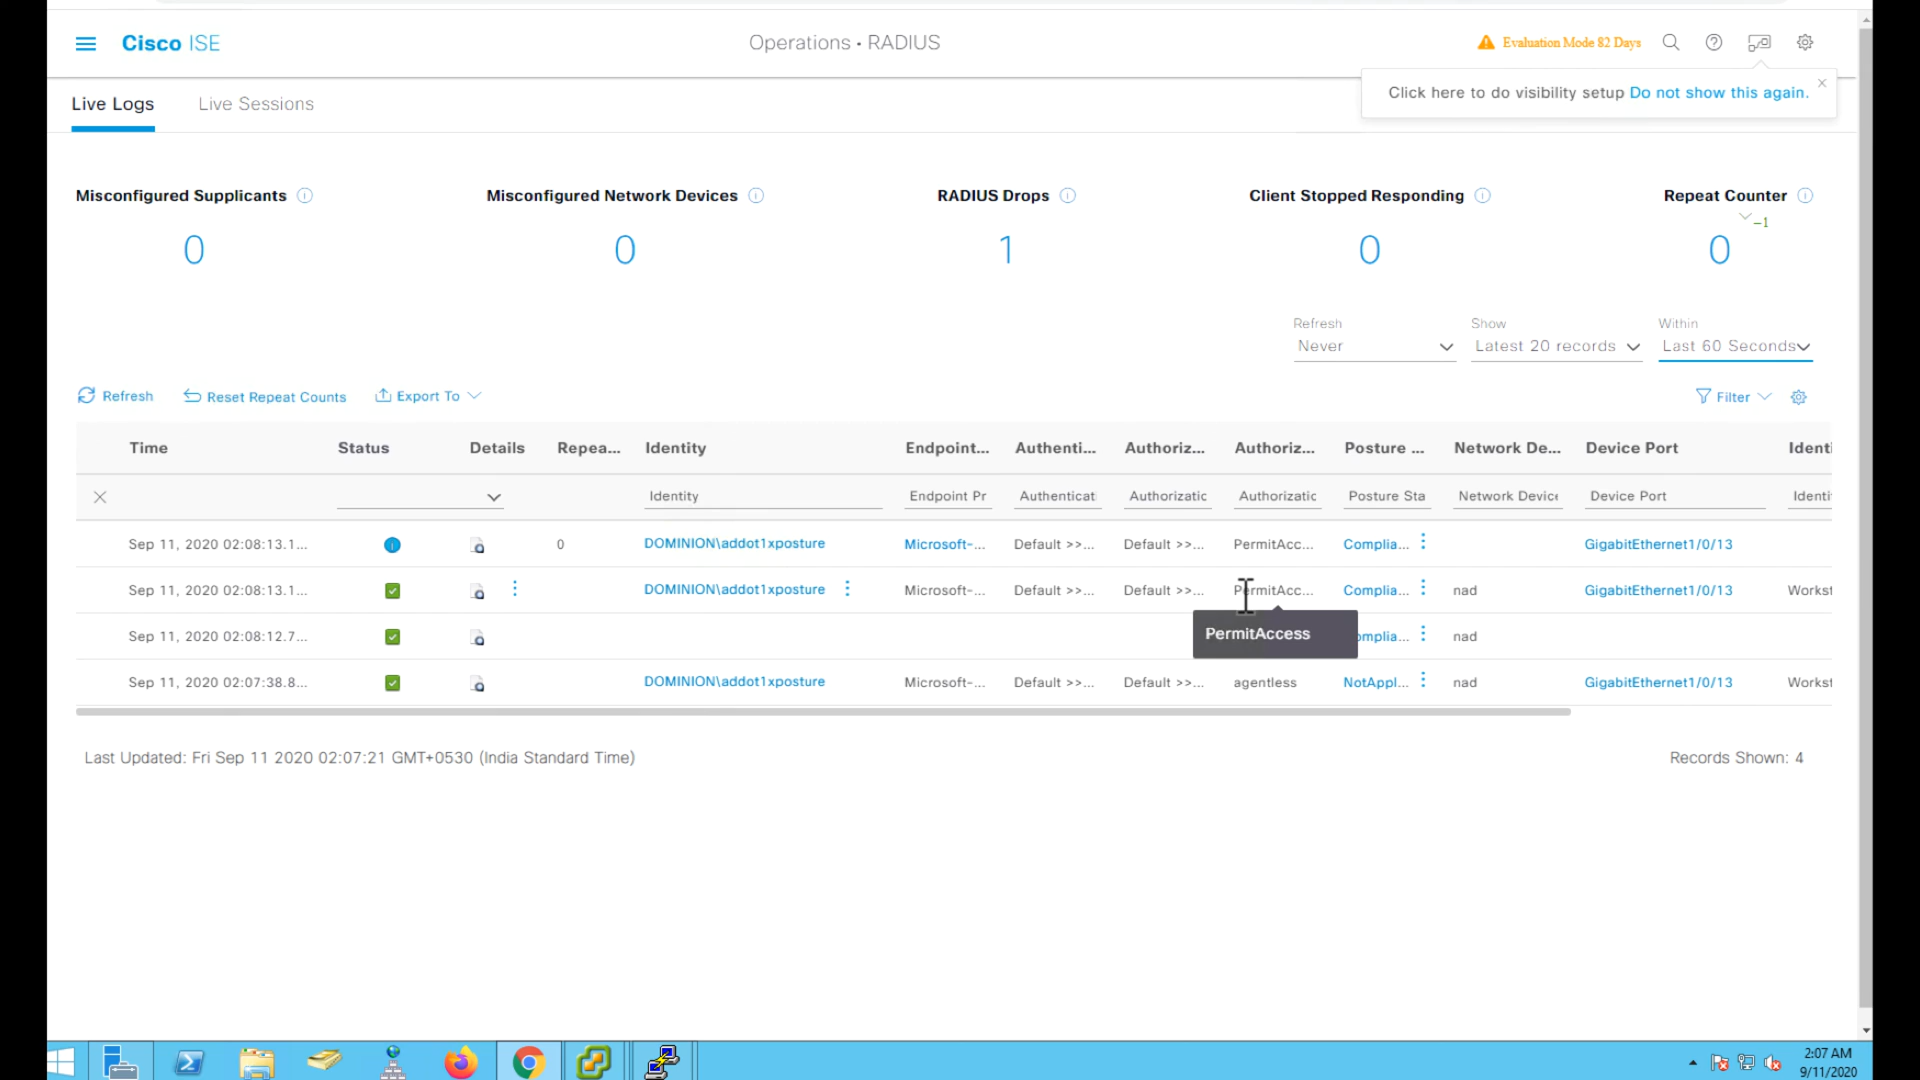 Cisco ISE
Operations · RADIUS
Evaluation Mode 82 Days
Click here to do visibility setup Do not show this again.
Live Logs
Live Sessions
Misconfigured Supplicants
Misconfigured Network Devices
RADIUS Drops
Client Stopped Responding
Repeat Counter
-1
0
0
1
0
0
Refresh
Show
Within
Never
Latest 20 records
Last 60 Seconds
Refresh
Reset Repeat Counts
Export To
Filter
Time Status Details Repea... Identity Endpoint... Authenti... Authoriz... Authoriz... Posture ... Network De... Device Port Identi
Identity Endpoint Pr Authenticati Authorizatic Authorizatic Posture Sta Network Device Device Port Identi
Sep 11, 2020 02:08:13.1... 0 DOMINION\addot1xposture Microsoft-... Default >>... Default >>... PermitAcc... Complia... GigabitEthernet1/0/13
Sep 11, 2020 02:08:13.1... DOMINION\addot1xposture Microsoft-... Default >>... Default >>... PermitAcc... Complia... nad GigabitEthernet1/0/13 Workst
PermitAccess
Sep 11, 2020 02:08:12.7... omplia... nad
Sep 11, 2020 02:07:38.8... DOMINION\addot1xposture Microsoft-... Default >>... Default >>... agentless NotAppl... nad GigabitEthernet1/0/13 Workst
Last Updated: Fri Sep 11 2020 02:07:21 GMT+0530 (India Standard Time)
Records Shown: 4
2:07 AM
9/11/2020